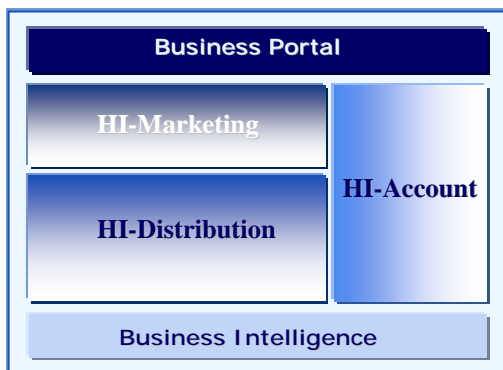 Business Portal
HI-Marketing
HI-Account
HI-Distribution
Business Intelligence